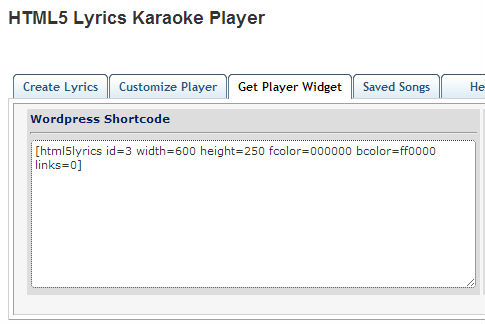 HTML5 Lyrics Karaoke Player
Create Lyrics Customize Player Get Player Widget Saved Songs He
Wordpress Shortcode
[html5lyrics id=3 width=600 height=250 fcolor=000000 bcolor=ff0000
links=0]